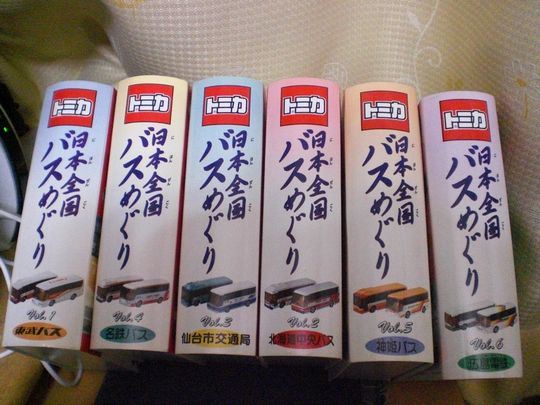 トミカ
日本全国
バスめぐり
Vol.1
東武バス
トミカ
日本全国
バスめぐり
Vol.4
名鉄バス
トミカ
日本全国
バスめぐり
Vol.3
仙台市交通局
トミカ
日本全国
バスめぐり
Vol.2
北海道中央バス
トミカ
日本全国
バスめぐり
Vol.5
神姫バス
トミカ
日本全国
バスめぐり
Vol.6
広島電鉄